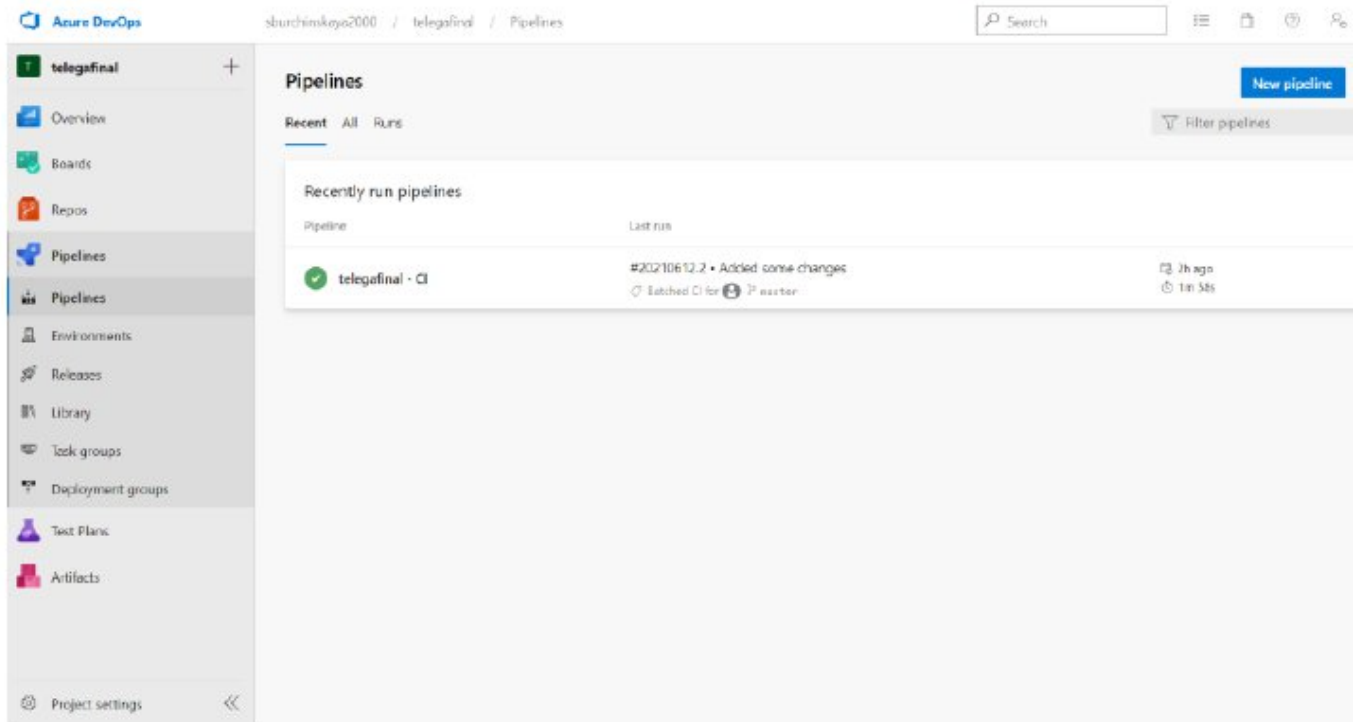 Azure DevOps
sburchinskaya2000 / telegafinal / Pipelines
Search
T telegafinal
Overview
Boards
Repos
Pipelines
Pipelines
Environments
Releases
Library
Task groups
Deployment groups
Test Plans
Artifacts
Project settings
Pipelines
New pipeline
Recent All Runs
Filter pipelines
Recently run pipelines
Pipeline Last run
telegafinal - CI
#20210612.2 • Added some changes
Batched CI for master
2h ago
1m 58s